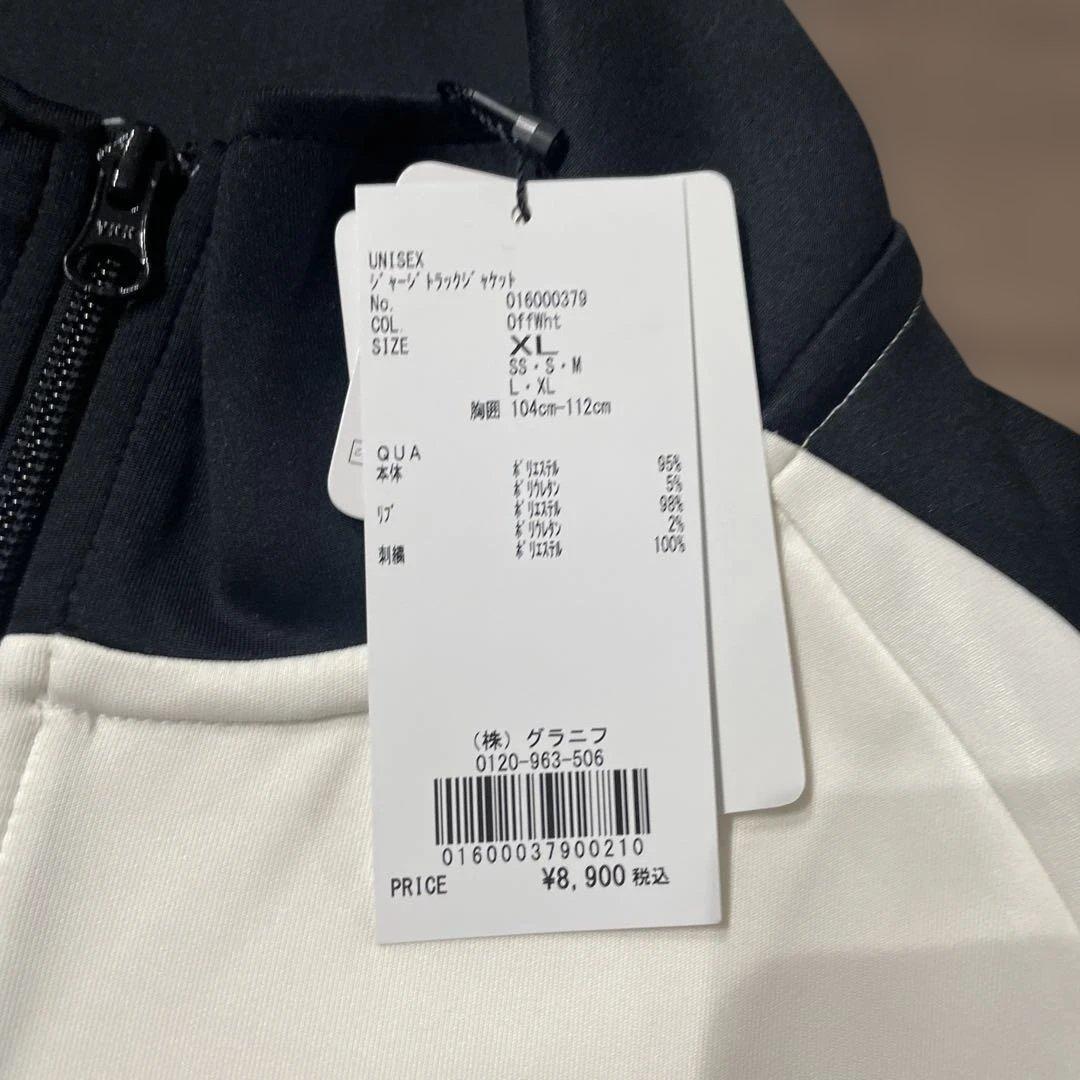 UNISEX
ジャージトラックジャケット
No. 016000379
COL. OffWht
SIZE XL
SS・S・M
L・XL
胸囲 104cm-112cm
QUA
本体 ポリエステル 95%
ポリウレタン 5%
リブ ポリエステル 98%
ポリウレタン 2%
刺繍 ポリエステル 100%
(株) グラニフ
0120-963-506
01600037900210
PRICE ¥8,900 税込